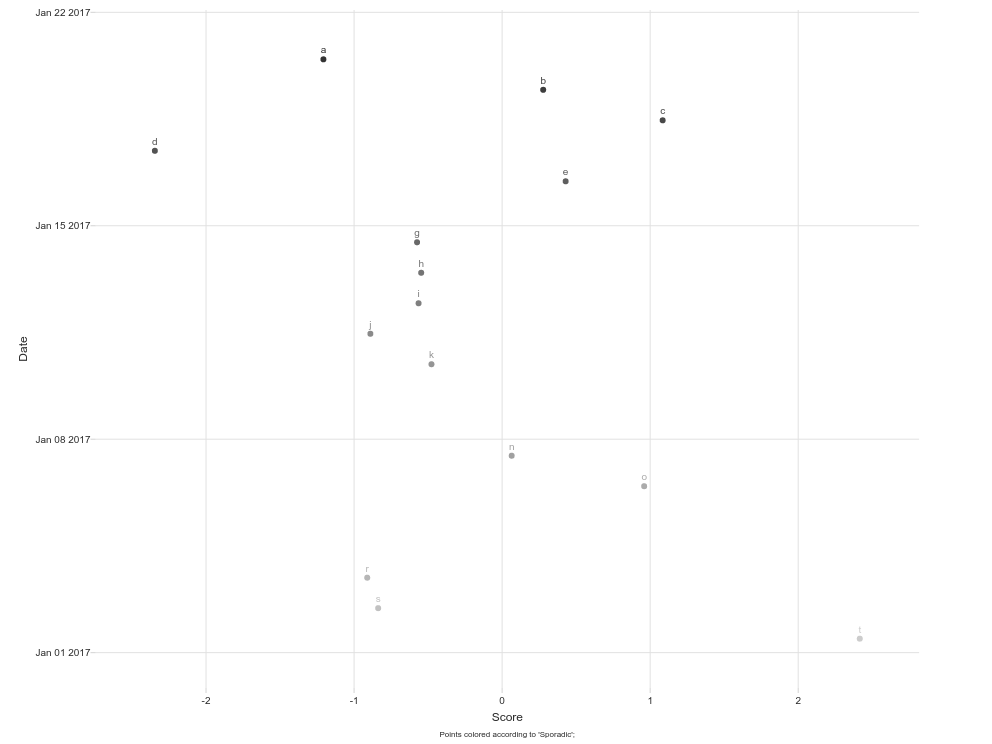 Jan 22 2017
a
b
c
d
e
Jan 15 2017
g
h
i
j
k
Date
Jan 08 2017
n
o
r
s
t
Jan 01 2017
-2 -1 0 1 2
Score
Points colored according to 'Sporadic';